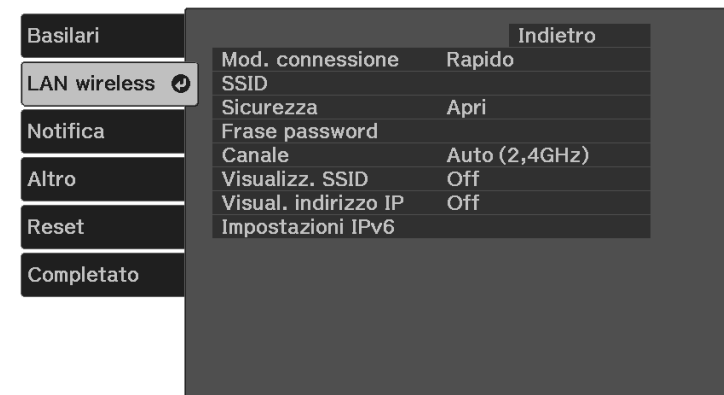 Basilari
LAN wireless
Notifica
Altro
Reset
Completato
Indietro
Mod. connessione Rapido
SSID
Sicurezza Apri
Frase password
Canale Auto (2,4GHz)
Visualizz. SSID Off
Visual. indirizzo IP Off
Impostazioni IPv6